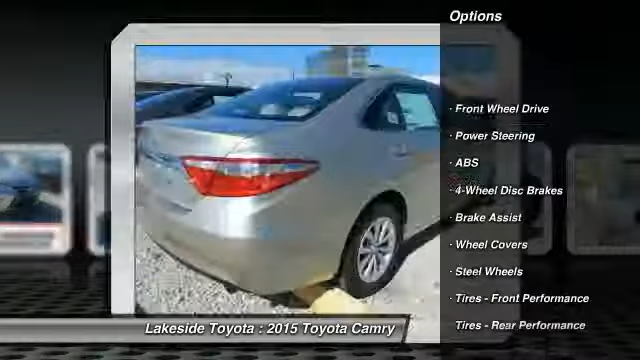 Options
· Front Wheel Drive
· Power Steering
· ABS
· 4-Wheel Disc Brakes
· Brake Assist
· Wheel Covers
· Steel Wheels
· Tires - Front Performance
Tires - Rear Performance
Lakeside Toyota : 2015 Toyota Camry